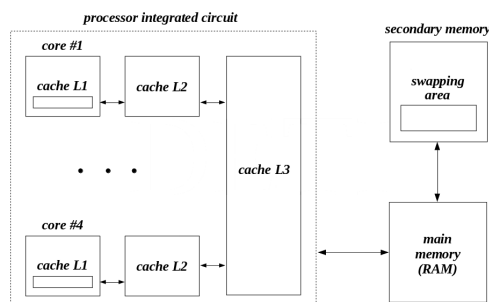 processor integrated circuit
secondary memory
core #1
cache L1
cache L2
cache L3
swapping
area
core #4
cache L1
cache L2
main
memory
(RAM)